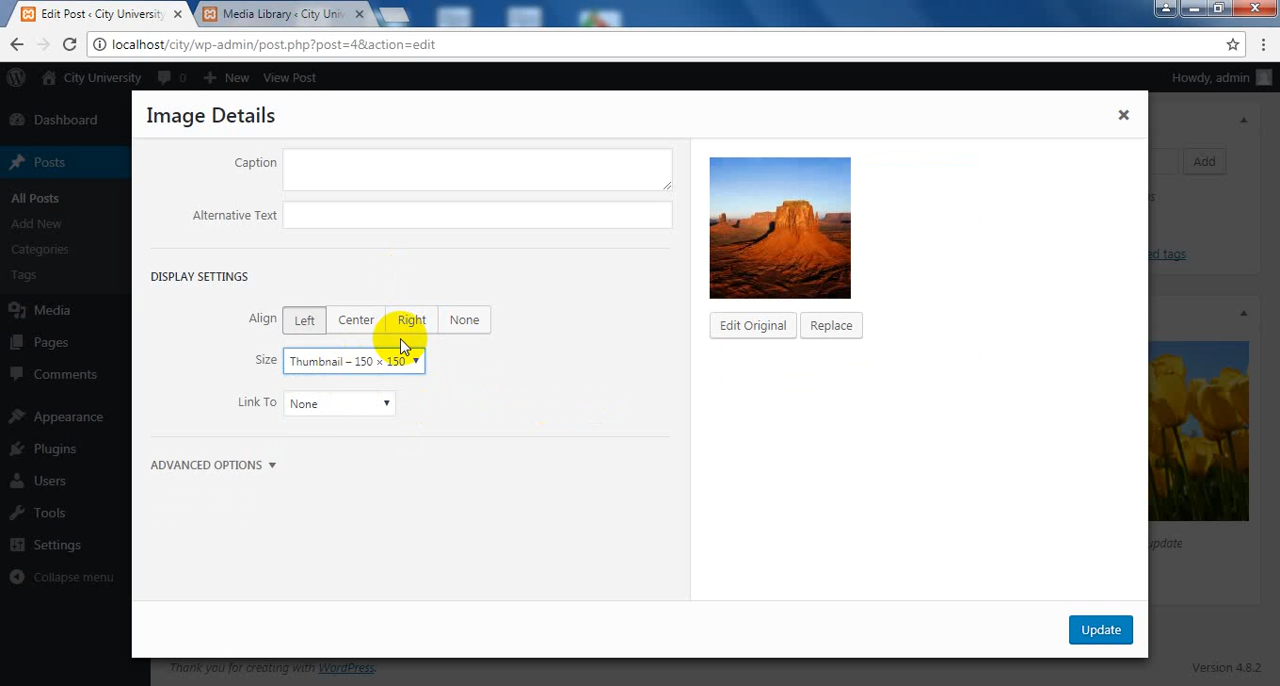 Edit Post ‹ City University
Media Library ‹ City Univ
localhost/city/wp-admin/post.php?post=4&action=edit
City University
0
New
View Post
Howdy, admin
Dashboard
Posts
All Posts
Add New
Categories
Tags
Media
Pages
Comments
Appearance
Plugins
Users
Tools
Settings
Collapse menu
Image Details
Caption
Alternative Text
DISPLAY SETTINGS
Align
Left
Center
Right
None
Size
Thumbnail – 150 × 150
Link To
None
ADVANCED OPTIONS
Edit Original
Replace
Update
Add
ed tags
update
Thank you for creating with WordPress.
Version 4.8.2